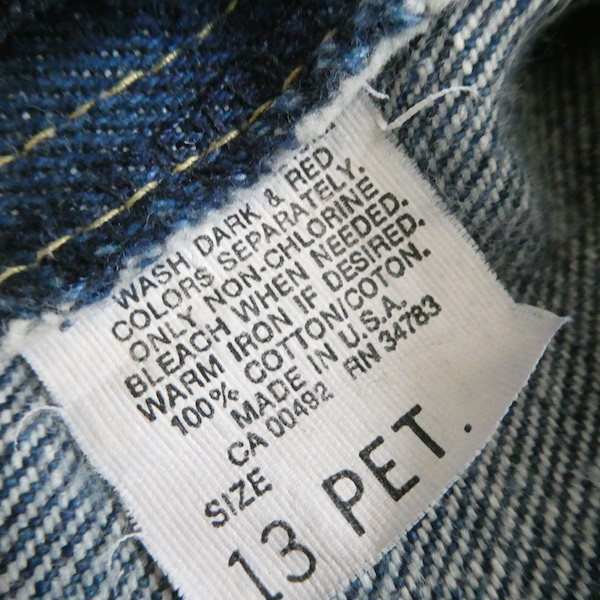 WASH DARK & RED
COLORS SEPARATELY.
ONLY NON-CHLORINE
BLEACH WHEN NEEDED.
WARM IRON IF DESIRED.
100% COTTON/COTON.
MADE IN U.S.A.
CA 00492 RN 34783
SIZE
13 PET.